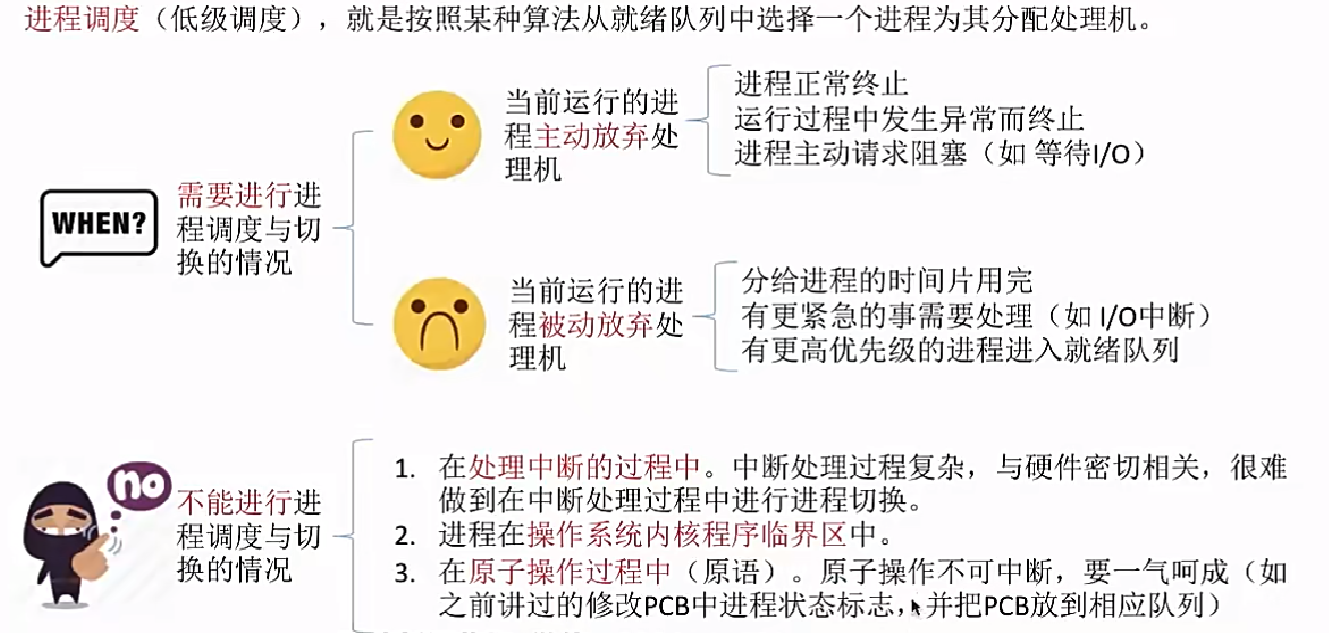 进程调度（低级调度），就是按照某种算法从就绪队列中选择一个进程为其分配处理机。
WHEN?
需要进行进
程调度与切
换的情况
当前运行的进
程主动放弃处
理机
进程正常终止
运行过程中发生异常而终止
进程主动请求阻塞（如 等待I/O）
当前运行的进
程被动放弃处
理机
分给进程的时间片用完
有更紧急的事需要处理（如 I/O中断）
有更高优先级的进程进入就绪队列
no
不能进行进
程调度与切
换的情况
1. 在处理中断的过程中。中断处理过程复杂，与硬件密切相关，很难
做到在中断处理过程中进行进程切换。
2. 进程在操作系统内核程序临界区中。
3. 在原子操作过程中（原语）。原子操作不可中断，要一气呵成（如
之前讲过的修改PCB中进程状态标志，并把PCB放到相应队列）